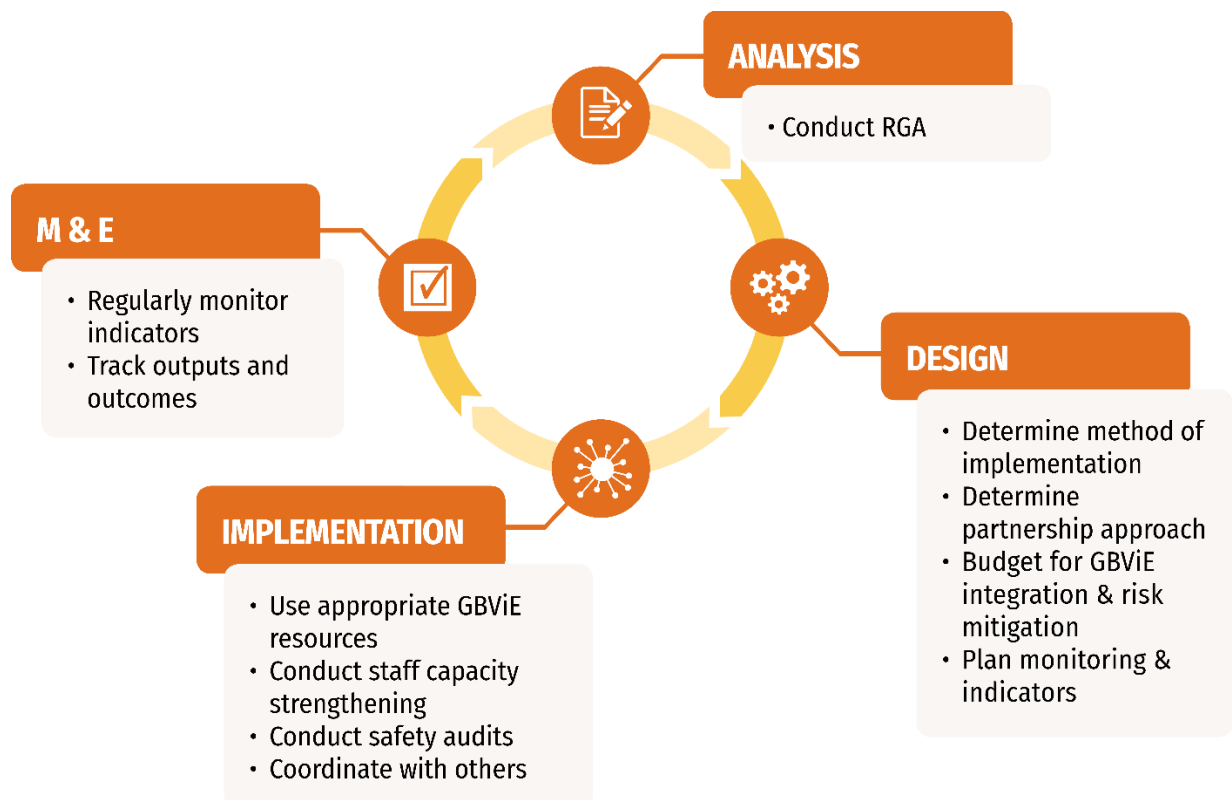 ANALYSIS
• Conduct RGA
DESIGN
• Determine method of
implementation
• Determine
partnership approach
• Budget for GBViE
integration & risk
mitigation
• Plan monitoring &
indicators
IMPLEMENTATION
• Use appropriate GBViE
resources
• Conduct staff capacity
strengthening
• Conduct safety audits
• Coordinate with others
M & E
• Regularly monitor
indicators
• Track outputs and
outcomes